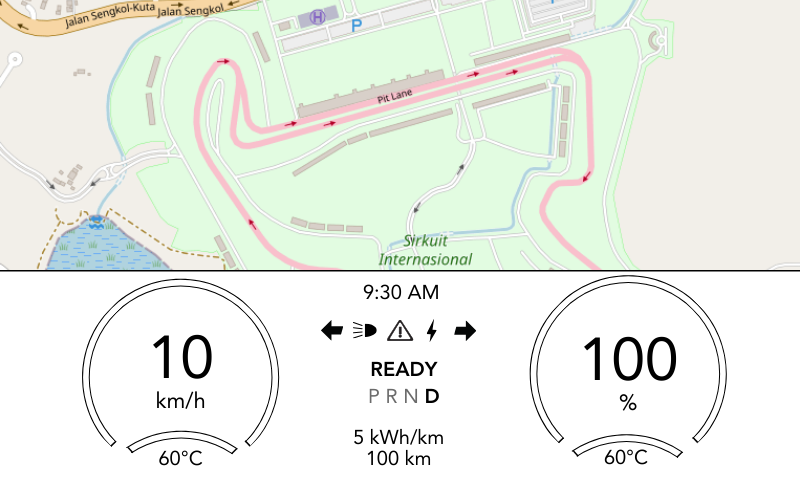 Jalan Sengkol-Kuta
Jalan Sengkol
H
P
Pit Lane
Sirkuit
Internasional
9:30 AM
10
km/h
60°C
READY
P R N D
5 kWh/km
100 km
100
%
60°C